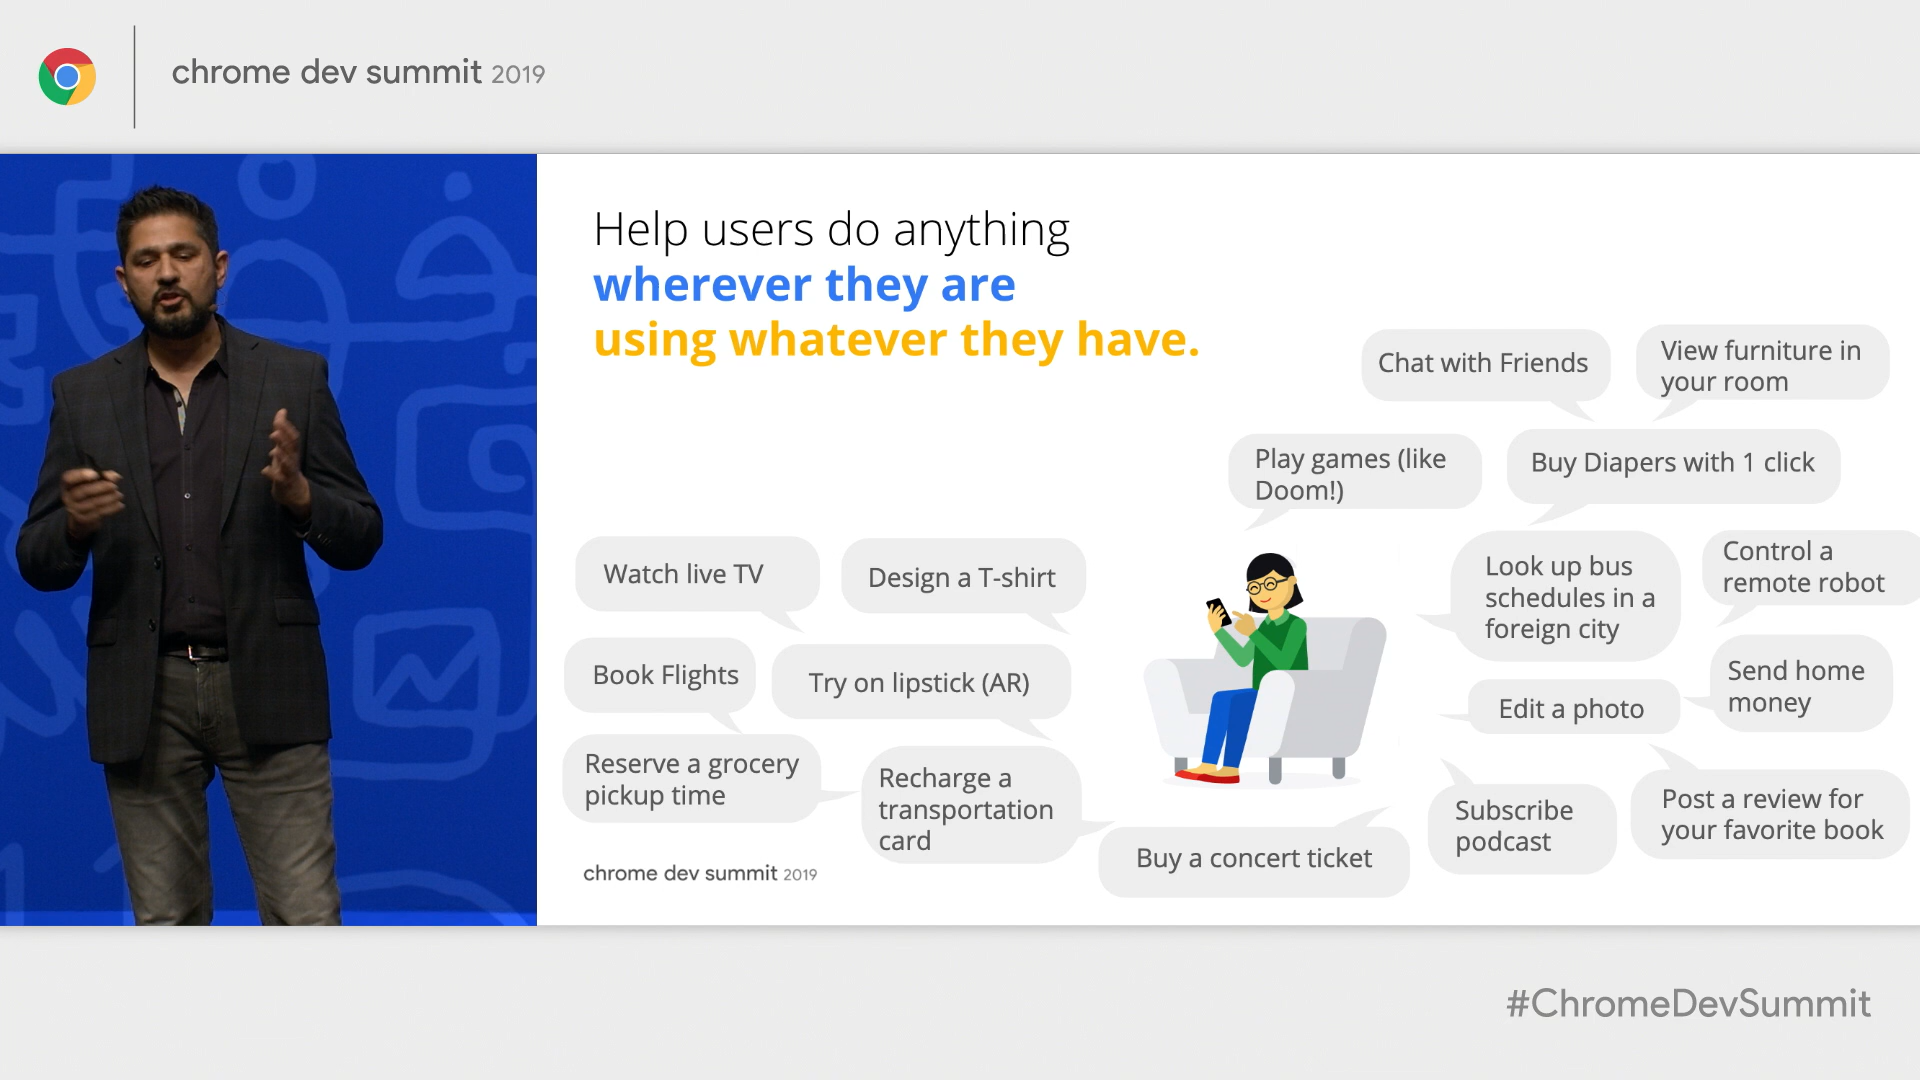 chrome dev summit 2019
Help users do anything
wherever they are
using whatever they have.
Chat with Friends
View furniture in
your room
Play games (like
Doom!)
Buy Diapers with 1 click
Watch live TV
Design a T-shirt
Look up bus
schedules in a
foreign city
Control a
remote robot
Book Flights
Try on lipstick (AR)
Edit a photo
Send home
money
Reserve a grocery
pickup time
Recharge a
transportation
card
Buy a concert ticket
Subscribe
podcast
Post a review for
your favorite book
chrome dev summit 2019
#ChromeDevSummit